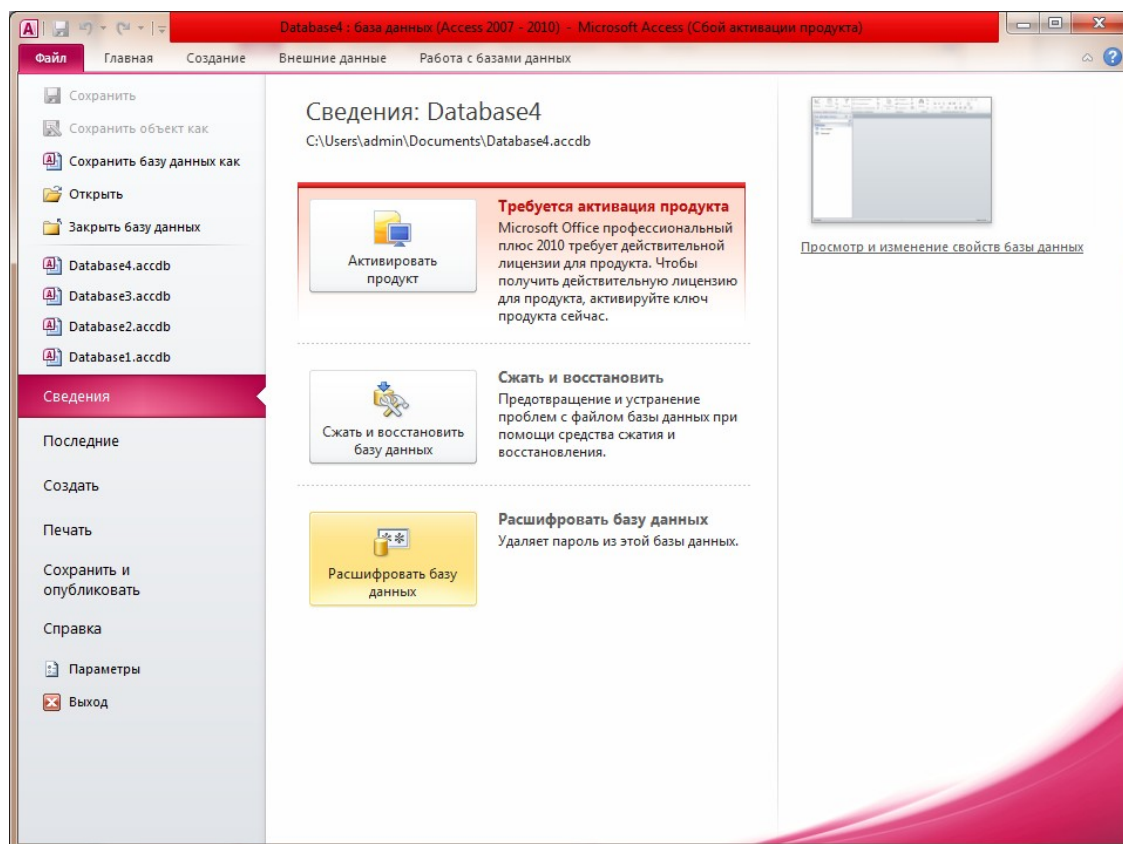 Database4 : база данных (Access 2007 - 2010) - Microsoft Access (Сбой активации продукта)
Файл Главная Создание Внешние данные Работа с базами данных
Сохранить
Сохранить объект как
Сохранить базу данных как
Открыть
Закрыть базу данных
Database4.accdb
Database3.accdb
Database2.accdb
Database1.accdb
Сведения
Последние
Создать
Печать
Сохранить и
опубликовать
Справка
Параметры
Выход
Сведения: Database4
C:\Users\admin\Documents\Database4.accdb
Активировать
продукт
Требуется активация продукта
Microsoft Office профессиональный
плюс 2010 требует действительной
лицензии для продукта. Чтобы
получить действительную лицензию
для продукта, активируйте ключ
продукта сейчас.
Сжать и восстановить
базу данных
Сжать и восстановить
Предотвращение и устранение
проблем с файлом базы данных при
помощи средства сжатия и
восстановления.
Расшифровать базу
данных
Расшифровать базу данных
Удаляет пароль из этой базы данных.
Просмотр и изменение свойств базы данных